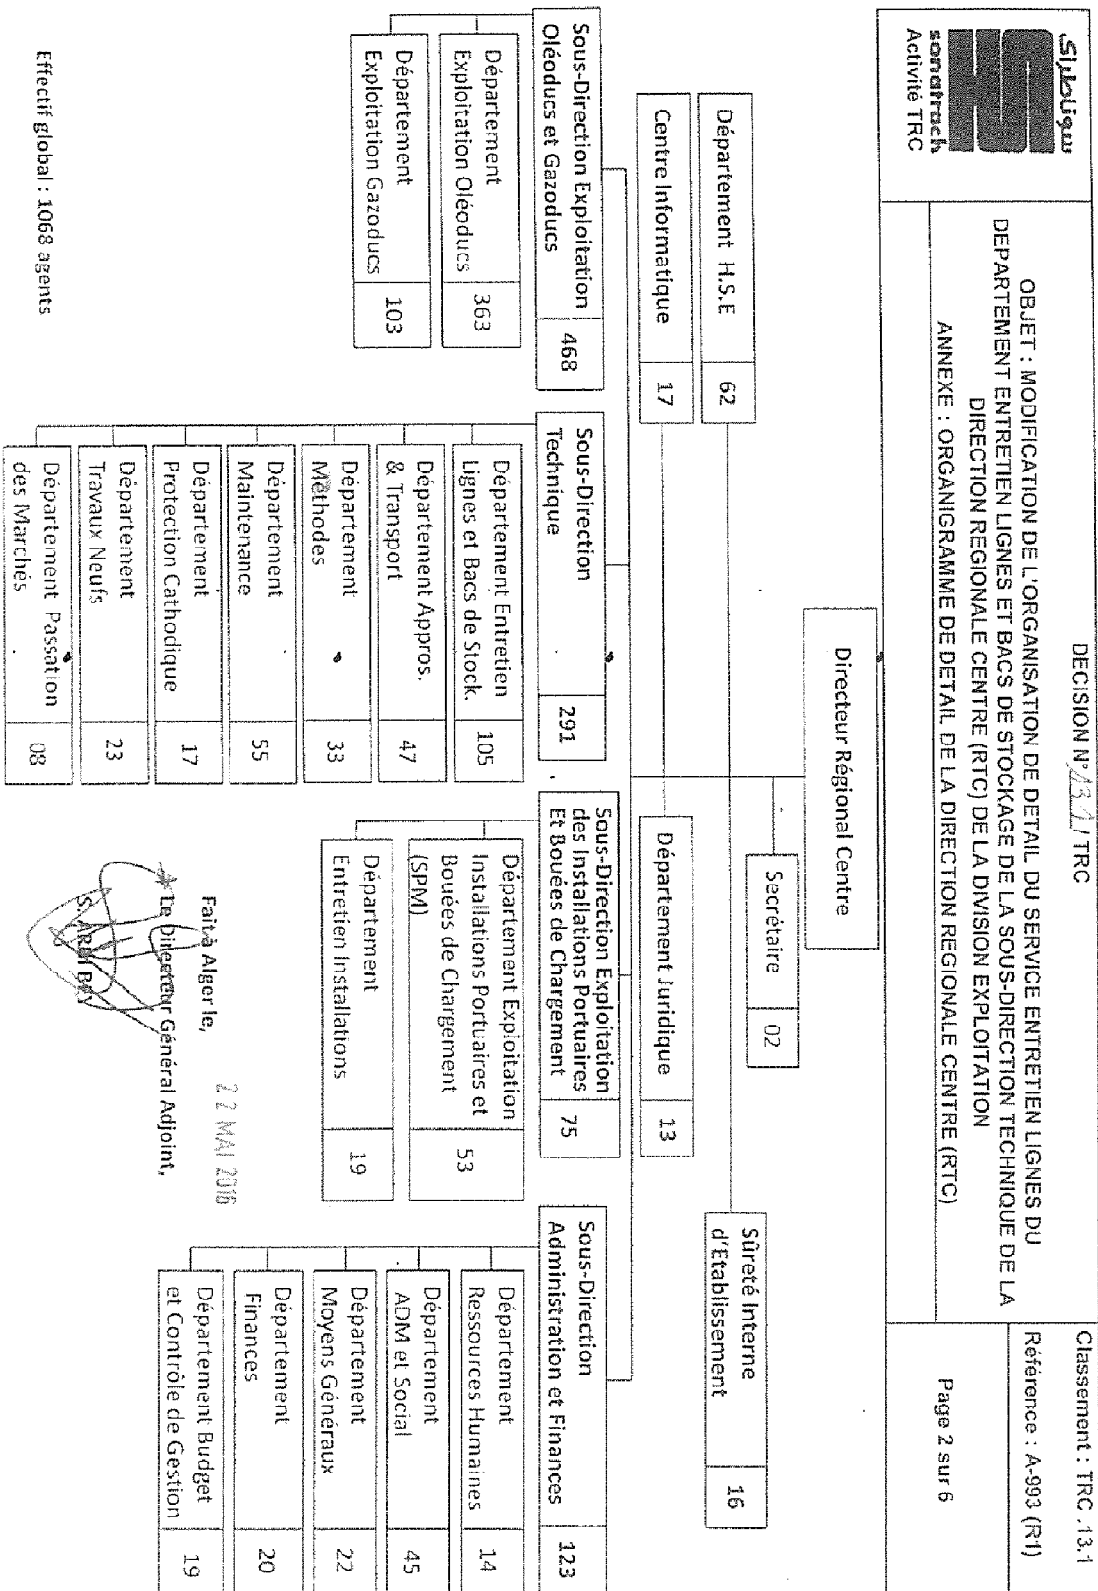 سوناطراك
sonatrach
Activité TRC
DECISION N° / TRC
OBJET : MODIFICATION DE L'ORGANISATION DE DETAIL DU SERVICE ENTRETIEN LIGNES DU
DEPARTEMENT ENTRETIEN LIGNES ET BACS DE STOCKAGE DE LA SOUS-DIRECTION TECHNIQUE DE LA
DIRECTION REGIONALE CENTRE (RTC) DE LA DIVISION EXPLOITATION
ANNEXE : ORGANIGRAMME DE DETAIL DE LA DIRECTION REGIONALE CENTRE (RTC)
Classement : TRC .13.1
Référence : A-993 (R1)
Page 2 sur 6
Directeur Régional Centre
Secrétaire 02
Département H.S.E 62
Sûreté Interne
d'Etablissement 16
Centre Informatique 17
Département Juridique 13
Sous-Direction Exploitation
Oléoducs et Gazoducs 468
Département
Exploitation Oléoducs 363
Département
Exploitation Gazoducs 103
Sous-Direction
Technique 291
Département Entretien
Lignes et Bacs de Stock. 105
Département Appros.
& Transport 47
Département
Méthodes 33
Département
Maintenance 55
Département
Protection Cathodique 17
Département
Travaux Neufs 23
Département Passation
des Marchés 08
Sous-Direction Exploitation
des Installations Portuaires
Et Bouées de Chargement 75
Département Exploitation
Installations Portuaires et
Bouées de Chargement
(SPM) 53
Département
Entretien Installations 19
Sous-Direction
Administration et Finances 123
Département
Ressources Humaines 14
Département
ADM et Social 45
Département
Moyens Généraux 22
Département
Finances 20
Département Budget
et Contrôle de Gestion 19
Effectif global : 1068 agents
Fait à Alger le, 22 MAI 2016
Le Directeur Général Adjoint,